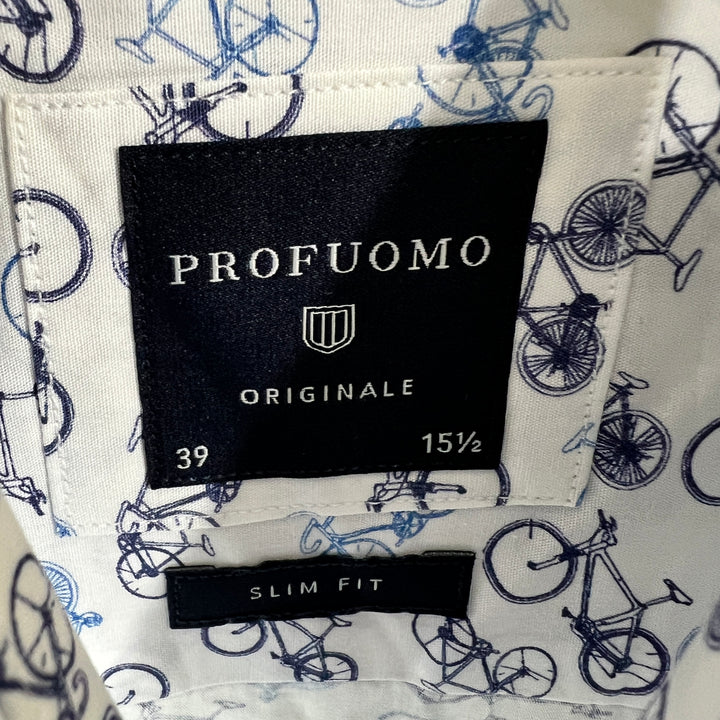 PROFUOMO
ORIGINALE
39 15½
SLIM FIT